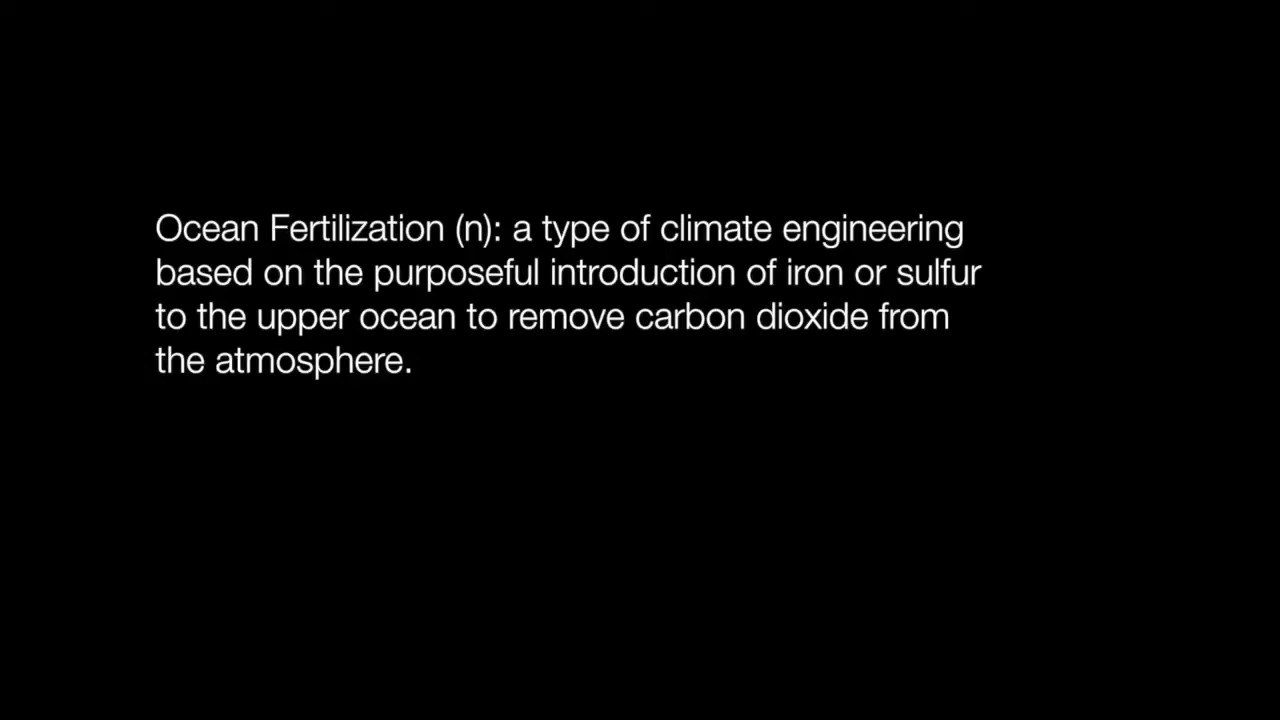 Ocean Fertilization (n): a type of climate engineering
based on the purposeful introduction of iron or sulfur
to the upper ocean to remove carbon dioxide from
the atmosphere.